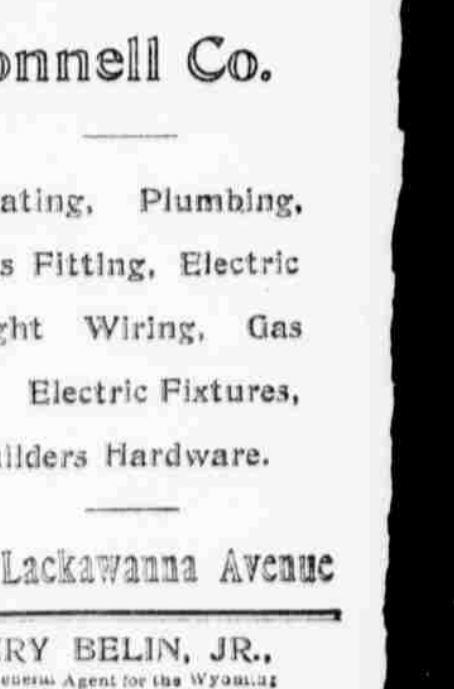 onnell Co.
ating, Plumbing,
s Fitting, Electric
ght Wiring, Gas
Electric Fixtures,
ilders Hardware.
Lackawanna Avenue
RY BELIN, JR.,
eneral Agent for the Wyoming